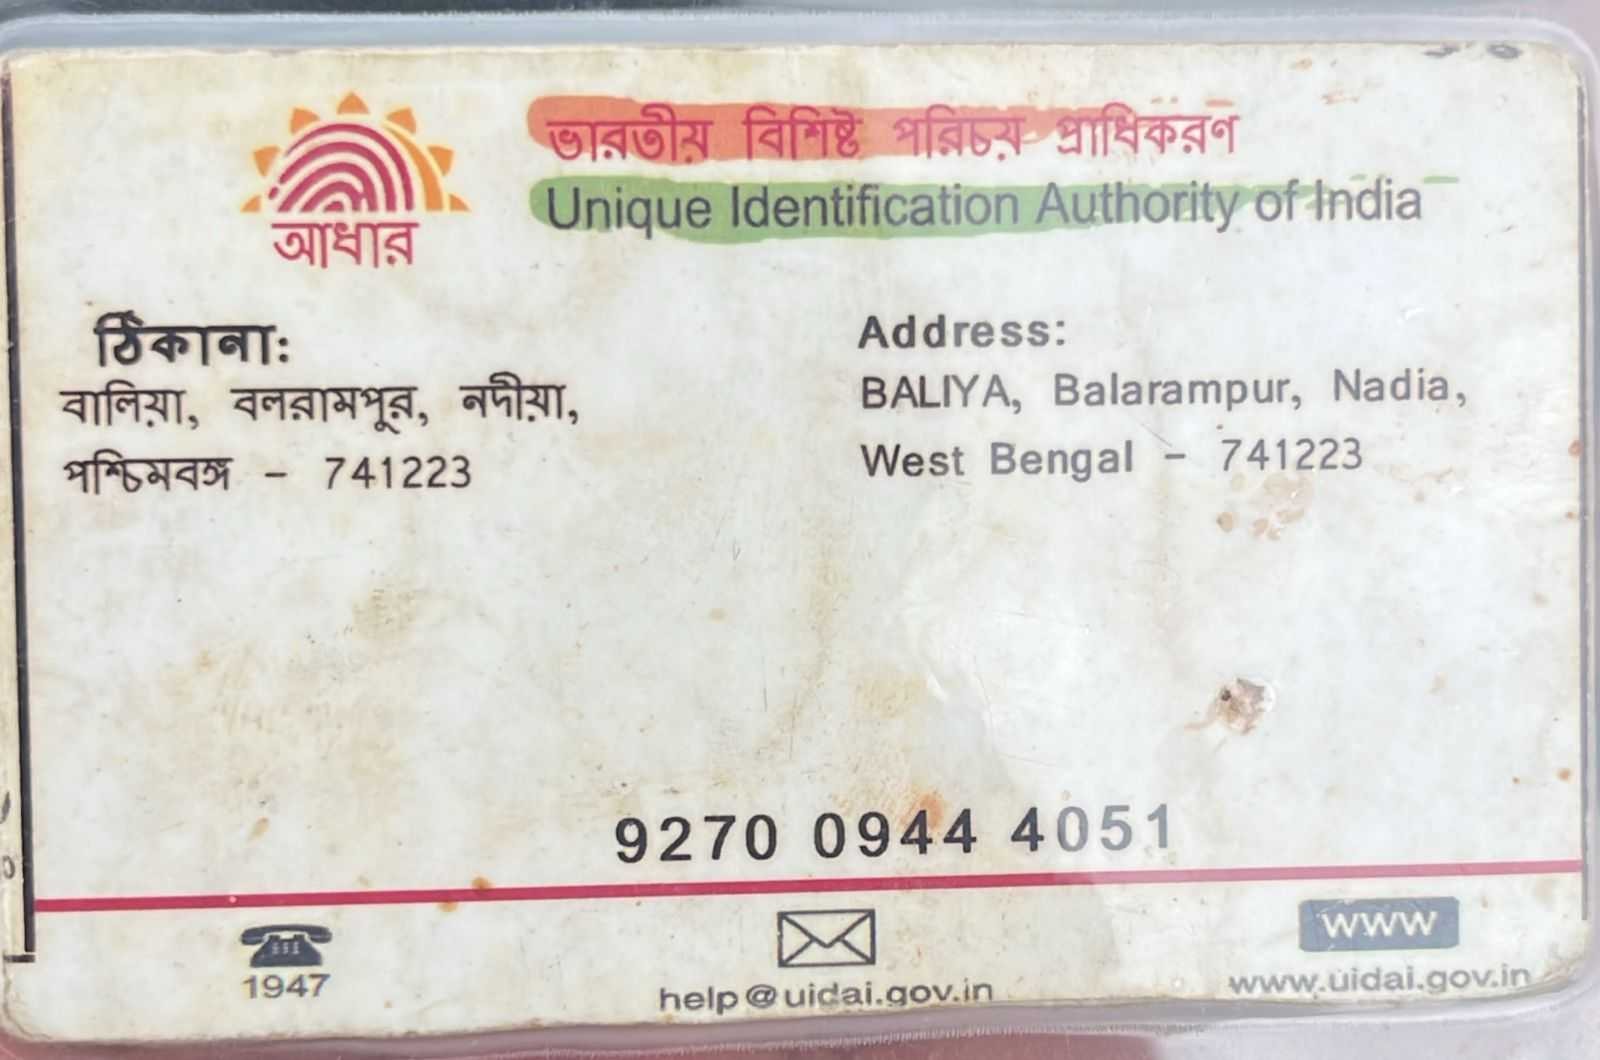 ভারতীয় বিশিষ্ট পরিচয় প্রাধিকরণ
Unique Identification Authority of India
আধার
ঠিকানা:
বালিয়া, বলরামপুর, নদীয়া,
পশ্চিমবঙ্গ - 741223
Address:
BALIYA, Balarampur, Nadia,
West Bengal - 741223
9270 0944 4051
1947
help@uidai.gov.in
www
www.uidai.gov.in